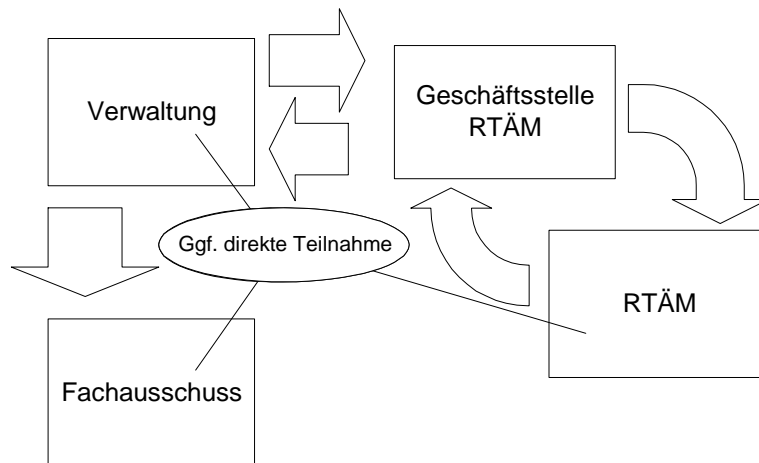 Verwaltung
Geschäftsstelle
RTÄM
Ggf. direkte Teilnahme
RTÄM
Fachausschuss